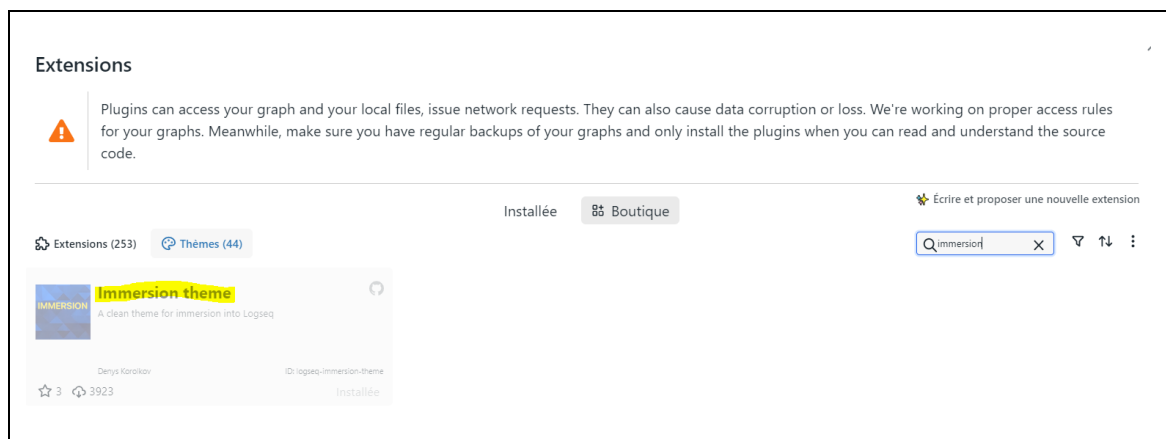 Extensions
Plugins can access your graph and your local files, issue network requests. They can also cause data corruption or loss. We're working on proper access rules
for your graphs. Meanwhile, make sure you have regular backups of your graphs and only install the plugins when you can read and understand the source
code.
Écrire et proposer une nouvelle extension
Installée Boutique
Extensions (253) Thèmes (44) immersion
IMMERSION
Immersion theme
A clean theme for immersion into Logseq
Denys Koroikov ID: logseq-immersion-theme
3 3923 Installée